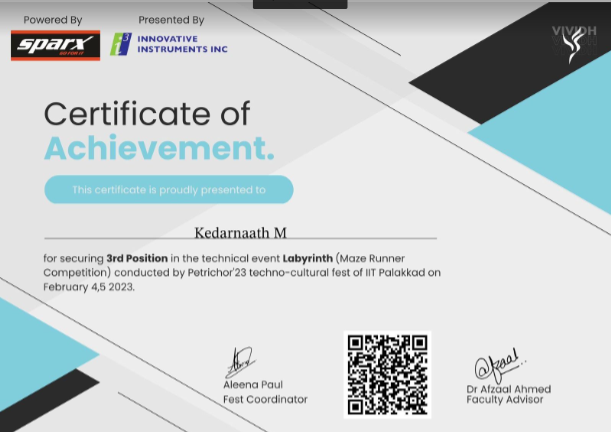 Powered By
Presented By
sparx
INNOVATIVE
INSTRUMENTS INC
VIVIDH
Certificate of
Achievement.
This certificate is proudly presented to
Kedarnaath M
for securing 3rd Position in the technical event Labyrinth (Maze Runner
Competition) conducted by Petrichor'23 techno-cultural fest of IIT Palakkad on
February 4,5 2023.
Afzaal
Aleena Paul
Fest Coordinator
Dr Afzaal Ahmed
Faculty Advisor